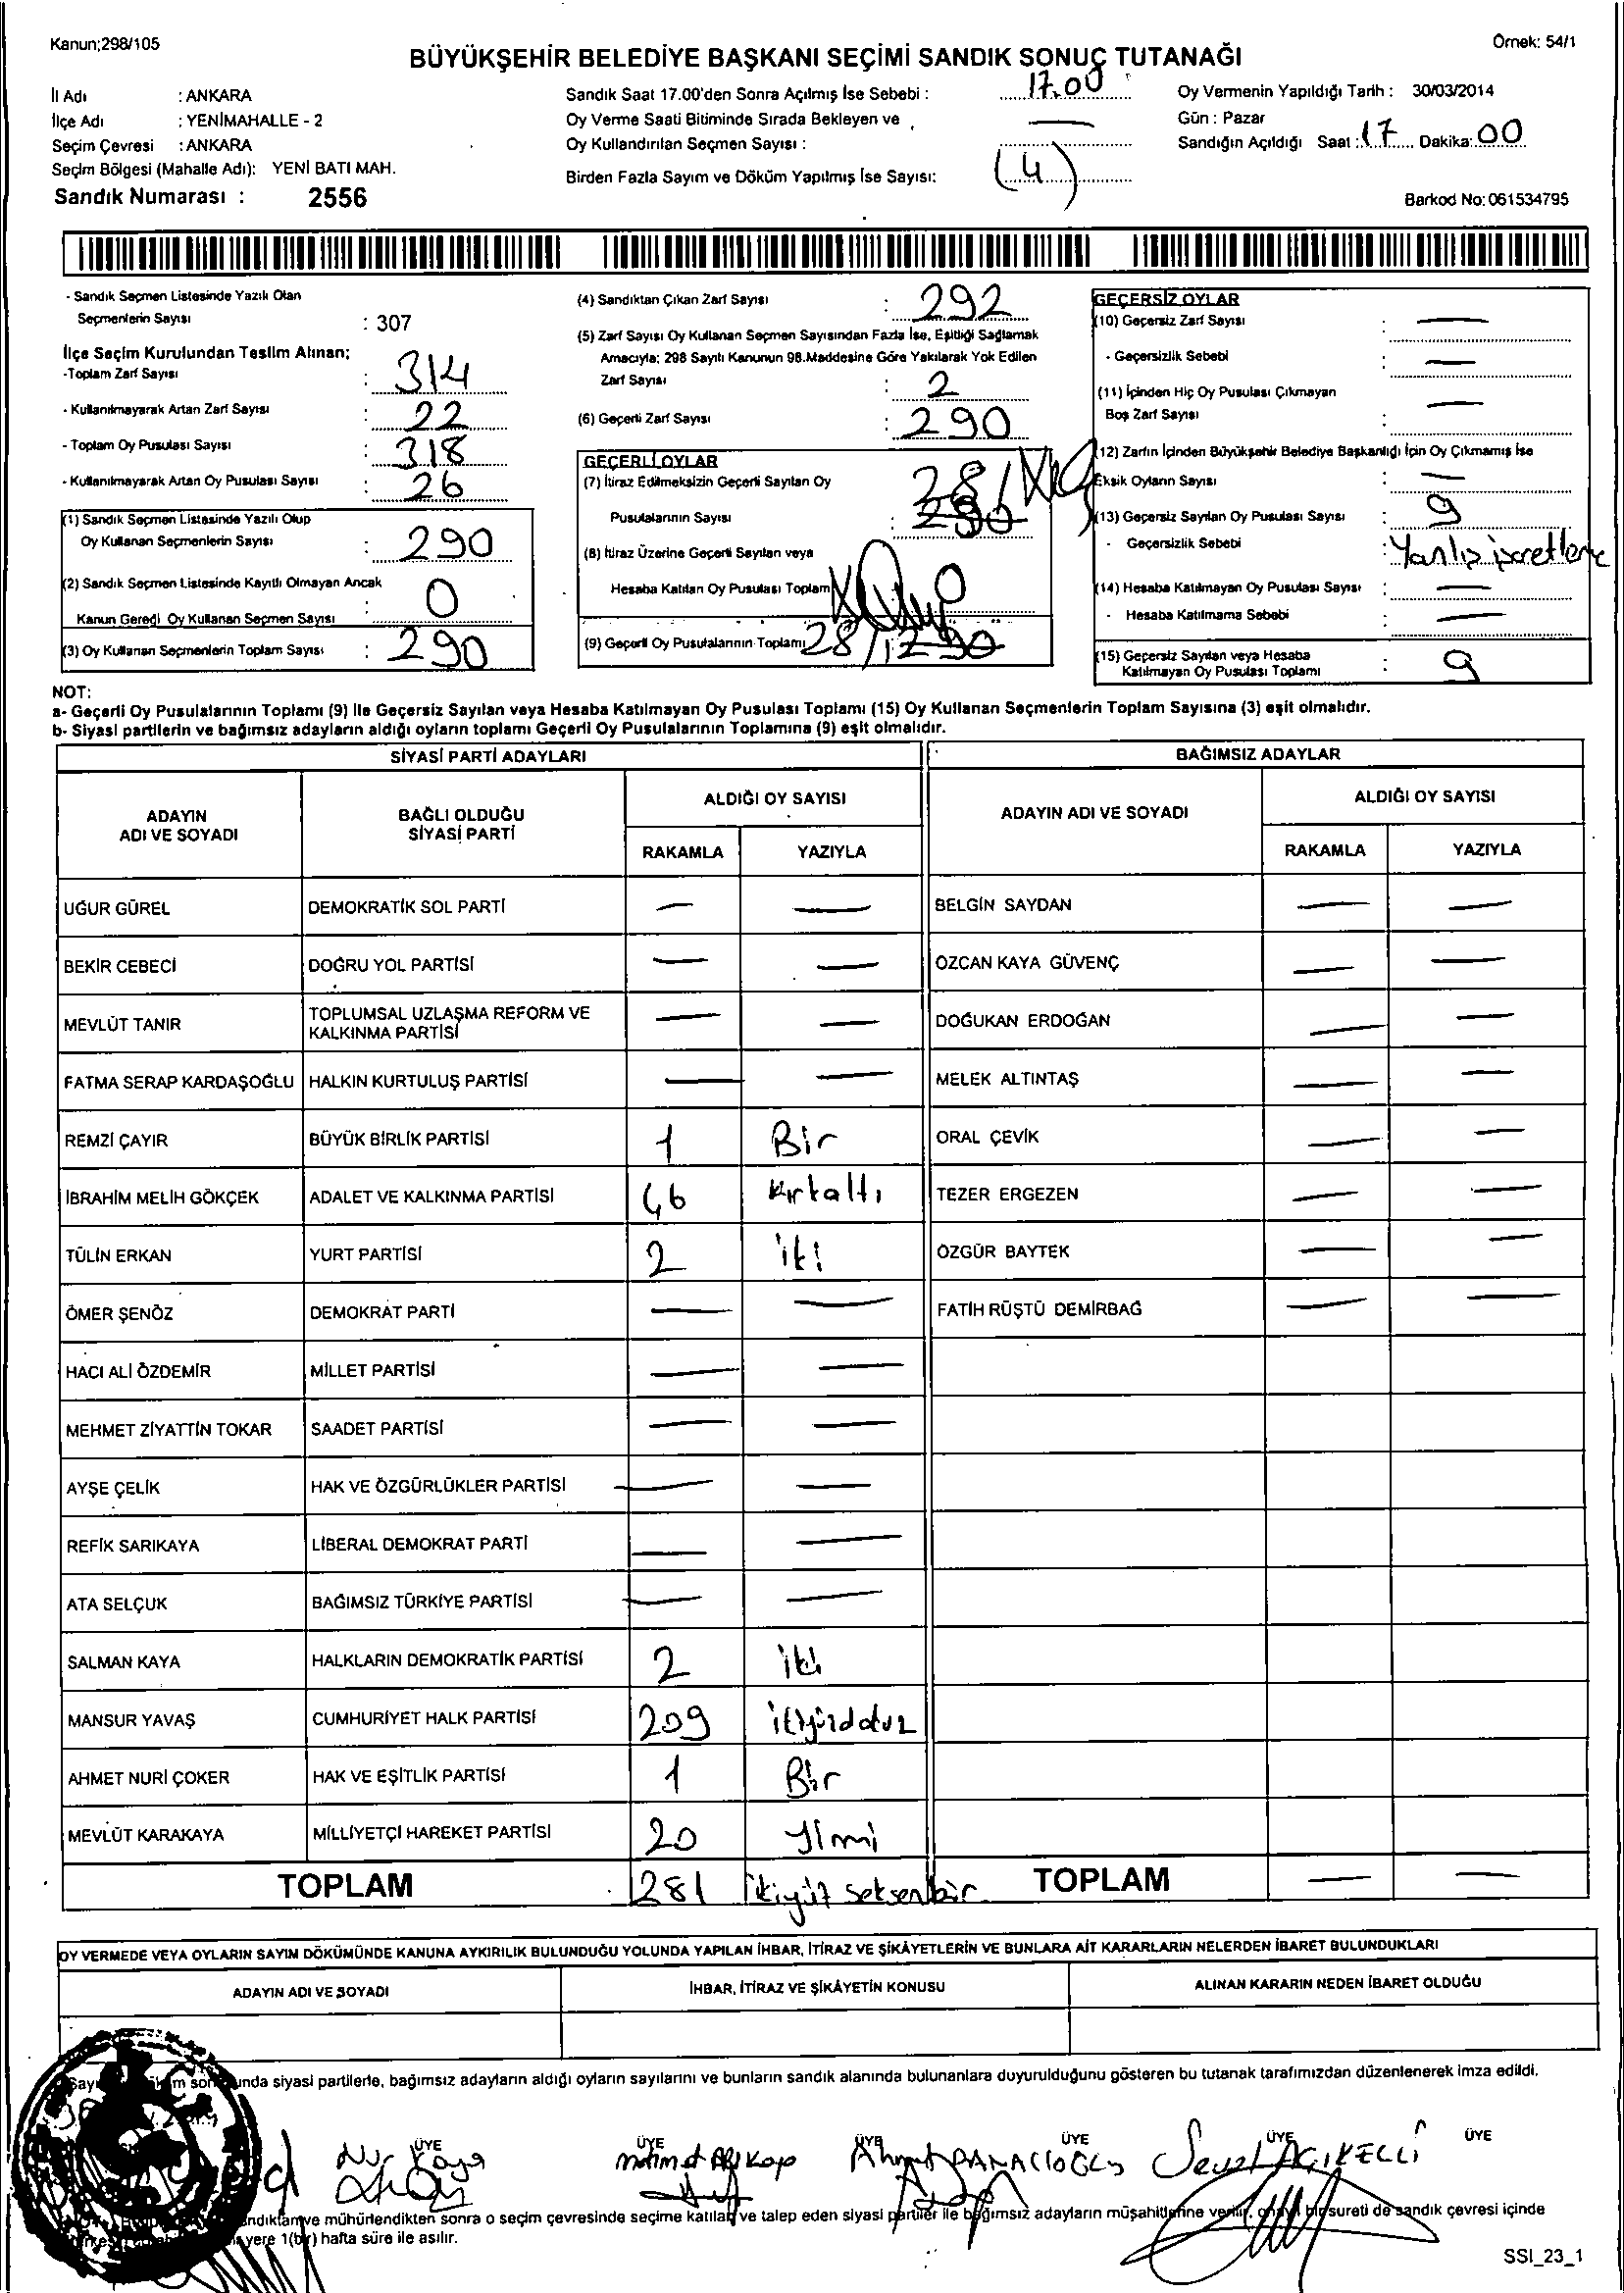 Kanun;298/105
Örnek: 54/1
BÜYÜKŞEHİR BELEDİYE BAŞKANI SEÇİMİ SANDIK SONUÇ TUTANAĞI
İl Adı : ANKARA
İlçe Adı : YENİMAHALLE - 2
Seçim Çevresi : ANKARA
Seçim Bölgesi (Mahalle Adı): YENİ BATI MAH.
Sandık Numarası : 2556
Sandık Saat 17.00'den Sonra Açılmış İse Sebebi : 17.00
Oy Verme Saati Bitiminde Sırada Bekleyen ve
Oy Kullandırılan Seçmen Sayısı : —
Birden Fazla Sayım ve Döküm Yapılmış İse Sayısı: (4)
Oy Vermenin Yapıldığı Tarih : 30/03/2014
Gün : Pazar
Sandığın Açıldığı Saat : 17 Dakika: 00
Barkod No: 061534795
- Sandık Seçmen Listesinde Yazılı Olan
Seçmenlerin Sayısı : 307
İlçe Seçim Kurulundan Teslim Alınan;
-Toplam Zarf Sayısı : 314
- Kullanılmayarak Artan Zarf Sayısı : 22
- Toplam Oy Pusulası Sayısı : 318
- Kullanılmayarak Artan Oy Pusulası Sayısı : 26
(1) Sandık Seçmen Listesinde Yazılı Olup
Oy Kullanan Seçmenlerin Sayısı : 290
(2) Sandık Seçmen Listesinde Kayıtlı Olmayan Ancak
Kanun Gereği Oy Kullanan Seçmen Sayısı : 0
(3) Oy Kullanan Seçmenlerin Toplam Sayısı : 290
(4) Sandıktan Çıkan Zarf Sayısı : 292
(5) Zarf Sayısı Oy Kullanan Seçmen Sayısından Fazla İse, Eşitliği Sağlamak
Amacıyla; 298 Sayılı Kanunun 98.Maddesine Göre Yakılarak Yok Edilen
Zarf Sayısı : 2
(6) Geçerli Zarf Sayısı : 290
GEÇERLİ OYLAR
(7) İtiraz Edilmeksizin Geçerli Sayılan Oy
Pusulalarının Sayısı : 281 290
(8) İtiraz Üzerine Geçerli Sayılan veya
Hesaba Katılan Oy Pusulası Toplamı 0
(9) Geçerli Oy Pusulalarının Toplamı 281 290
GEÇERSİZ OYLAR
(10) Geçersiz Zarf Sayısı : —
- Geçersizlik Sebebi : —
(11) İçinden Hiç Oy Pusulası Çıkmayan
Boş Zarf Sayısı : —
(12) Zarfın İçinden Büyükşehir Belediye Başkanlığı İçin Oy Çıkmamış İse
Eksik Oyların Sayısı : —
(13) Geçersiz Sayılan Oy Pusulası Sayısı : 9
- Geçersizlik Sebebi : Yanlış işaretleme
(14) Hesaba Katılmayan Oy Pusulası Sayısı : —
- Hesaba Katılmama Sebebi : —
(15) Geçersiz Sayılan veya Hesaba
Katılmayan Oy Pusulası Toplamı : 9
NOT:
a- Geçerli Oy Pusulalarının Toplamı (9) ile Geçersiz Sayılan veya Hesaba Katılmayan Oy Pusulası Toplamı (15) Oy Kullanan Seçmenlerin Toplam Sayısına (3) eşit olmalıdır.
b- Siyasi partilerin ve bağımsız adayların aldığı oyların toplamı Geçerli Oy Pusulalarının Toplamına (9) eşit olmalıdır.
SİYASİ PARTİ ADAYLARI
ADAYIN ADI VE SOYADI BAĞLI OLDUĞU SİYASİ PARTİ ALDIĞI OY SAYISI
RAKAMLA YAZIYLA
UĞUR GÜREL DEMOKRATİK SOL PARTİ — —
BEKİR CEBECİ DOĞRU YOL PARTİSİ — —
MEVLÜT TANIR TOPLUMSAL UZLAŞMA REFORM VE KALKINMA PARTİSİ — —
FATMA SERAP KARDAŞOĞLU HALKIN KURTULUŞ PARTİSİ — —
REMZİ ÇAYIR BÜYÜK BİRLİK PARTİSİ 1 Bir
İBRAHİM MELİH GÖKÇEK ADALET VE KALKINMA PARTİSİ 46 Kırkaltı
TÜLİN ERKAN YURT PARTİSİ 2 iki
ÖMER ŞENÖZ DEMOKRAT PARTİ — —
HACI ALİ ÖZDEMİR MİLLET PARTİSİ — —
MEHMET ZİYATTİN TOKAR SAADET PARTİSİ — —
AYŞE ÇELİK HAK VE ÖZGÜRLÜKLER PARTİSİ — —
REFİK SARIKAYA LİBERAL DEMOKRAT PARTİ — —
ATA SELÇUK BAĞIMSIZ TÜRKİYE PARTİSİ — —
SALMAN KAYA HALKLARIN DEMOKRATİK PARTİSİ 2 iki
MANSUR YAVAŞ CUMHURİYET HALK PARTİSİ 209 ikiyüzdokuz
AHMET NURİ ÇOKER HAK VE EŞİTLİK PARTİSİ 1 Bir
MEVLÜT KARAKAYA MİLLİYETÇİ HAREKET PARTİSİ 20 Yirmi
TOPLAM 281 ikiyüz seksenbir
BAĞIMSIZ ADAYLAR
ADAYIN ADI VE SOYADI ALDIĞI OY SAYISI
RAKAMLA YAZIYLA
BELGİN SAYDAN — —
ÖZCAN KAYA GÜVENÇ — —
DOĞUKAN ERDOĞAN — —
MELEK ALTINTAŞ — —
ORAL ÇEVİK — —
TEZER ERGEZEN — —
ÖZGÜR BAYTEK — —
FATİH RÜŞTÜ DEMİRBAĞ — —
TOPLAM — —
OY VERMEDE VEYA OYLARIN SAYIM DÖKÜMÜNDE KANUNA AYKIRILIK BULUNDUĞU YOLUNDA YAPILAN İHBAR, İTİRAZ VE ŞİKÂYETLERİN VE BUNLARA AİT KARARLARIN NELERDEN İBARET BULUNDUKLARI
ADAYIN ADI VE SOYADI İHBAR, İTİRAZ VE ŞİKÂYETİN KONUSU ALINAN KARARIN NEDEN İBARET OLDUĞU
siyasi partilerle, bağımsız adayların aldığı oyların sayılarını ve bunların sandık alanında bulunanlara duyurulduğunu gösteren bu tutanak tarafımızdan düzenlenerek imza edildi.
ÜYE ÜYE ÜYE ÜYE ÜYE ÜYE
Nur Kaya
Ahmet
Sevat AÇIKELLİ
ve mühürlendikten sonra o seçim çevresinde seçime katılan ve talep eden siyasi partiler ile bağımsız adayların müşahitlerine verilir, onaylı bir sureti de sandık çevresi içinde
yere 1(bir) hafta süre ile asılır.
SSI_23_1